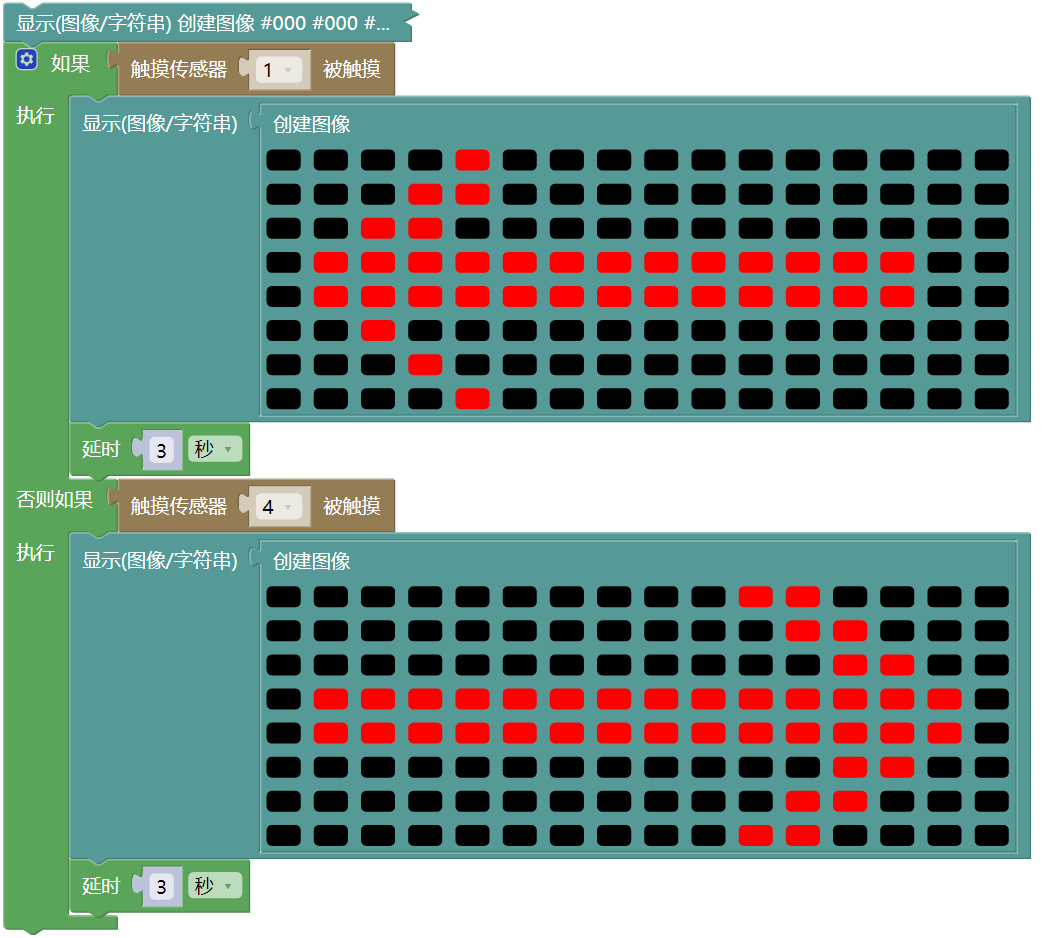 显示(图像/字符串) 创建图像 #000 #000 #...
如果 触摸传感器 1 被触摸
执行 显示(图像/字符串) 创建图像
延时 3 秒
否则如果 触摸传感器 4 被触摸
执行 显示(图像/字符串) 创建图像
延时 3 秒